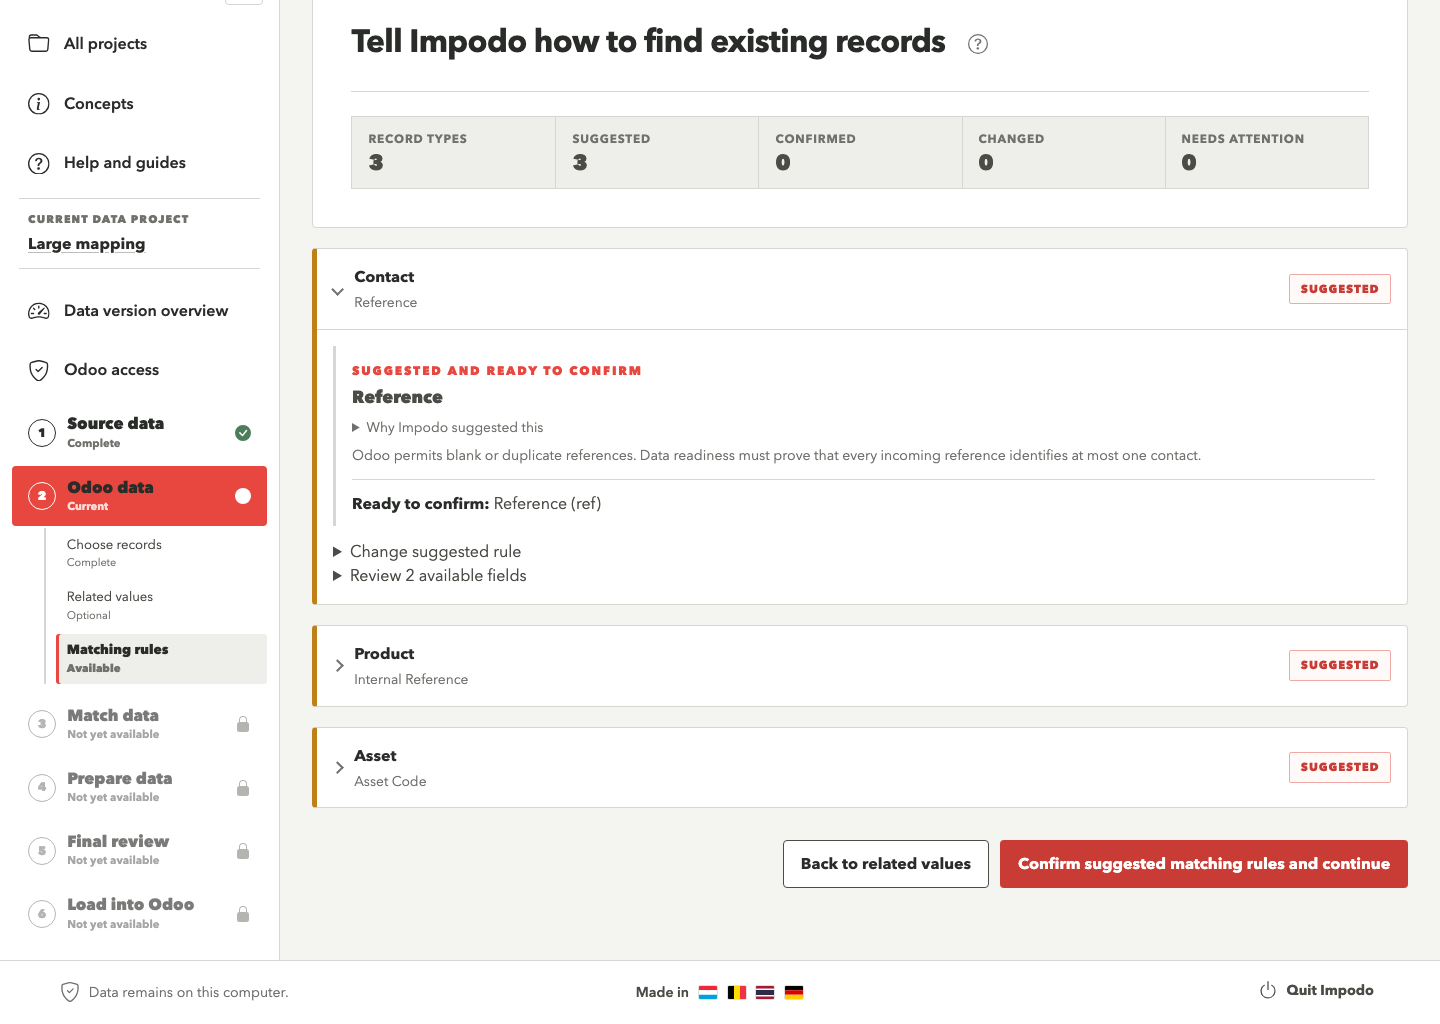 All projects
Concepts
Help and guides
CURRENT DATA PROJECT
Large mapping
Data version overview
Odoo access
1
Source data
Complete
2
Odoo data
Current
Choose records
Complete
Related values
Optional
Matching rules
Available
3
Match data
Not yet available
4
Prepare data
Not yet available
5
Final review
Not yet available
6
Load into Odoo
Not yet available
Tell Impodo how to find existing records ?
RECORD TYPES
3
SUGGESTED
3
CONFIRMED
0
CHANGED
0
NEEDS ATTENTION
0
Contact
Reference
SUGGESTED
SUGGESTED AND READY TO CONFIRM
Reference
Why Impodo suggested this
Odoo permits blank or duplicate references. Data readiness must prove that every incoming reference identifies at most one contact.
Ready to confirm: Reference (ref)
Change suggested rule
Review 2 available fields
Product
Internal Reference
SUGGESTED
Asset
Asset Code
SUGGESTED
Back to related values
Confirm suggested matching rules and continue
Data remains on this computer.
Made in
Quit Impodo